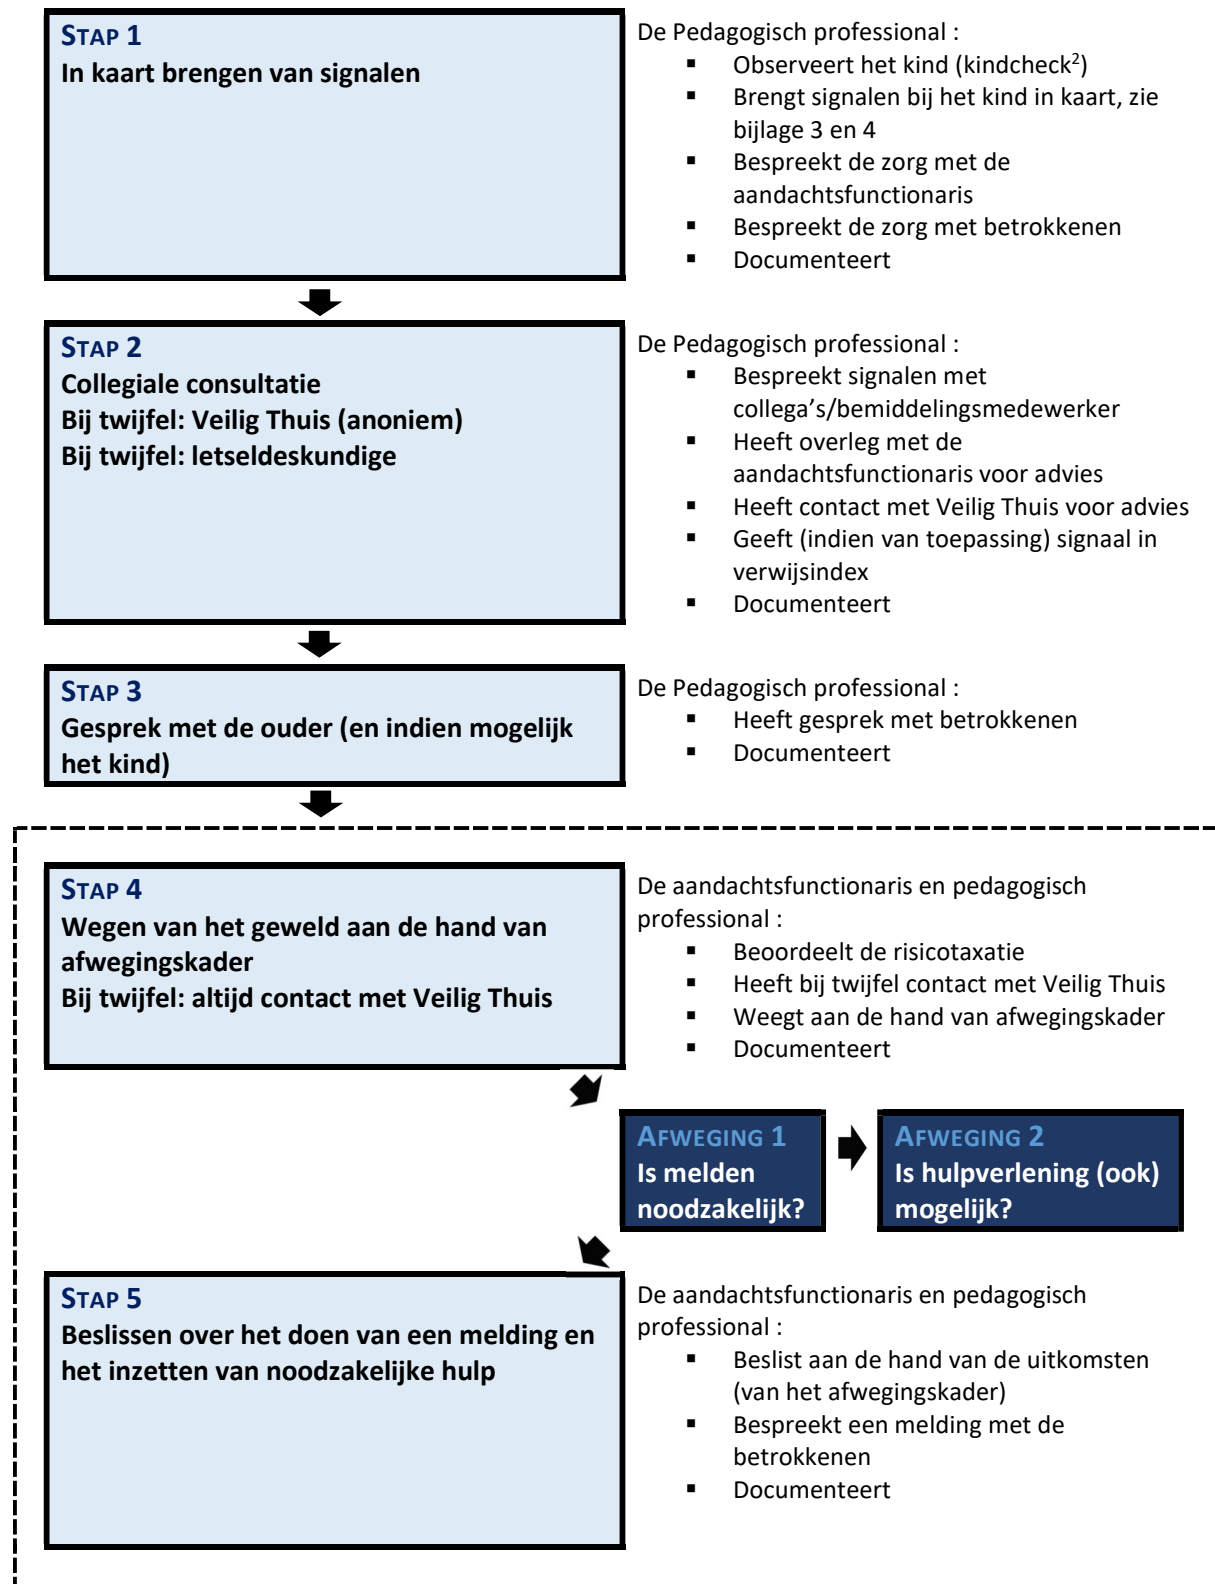 STAP 1
In kaart brengen van signalen
De Pedagogisch professional :
▪ Observeert het kind (kindcheck²)
▪ Brengt signalen bij het kind in kaart, zie
bijlage 3 en 4
▪ Bespreekt de zorg met de
aandachtsfunctionaris
▪ Bespreekt de zorg met betrokkenen
▪ Documenteert
STAP 2
Collegiale consultatie
Bij twijfel: Veilig Thuis (anoniem)
Bij twijfel: letseldeskundige
De Pedagogisch professional :
▪ Bespreekt signalen met
collega’s/bemiddelingsmedewerker
▪ Heeft overleg met de
aandachtsfunctionaris voor advies
▪ Heeft contact met Veilig Thuis voor advies
▪ Geeft (indien van toepassing) signaal in
verwijsindex
▪ Documenteert
STAP 3
Gesprek met de ouder (en indien mogelijk
het kind)
De Pedagogisch professional :
▪ Heeft gesprek met betrokkenen
▪ Documenteert
STAP 4
Wegen van het geweld aan de hand van
afwegingskader
Bij twijfel: altijd contact met Veilig Thuis
De aandachtsfunctionaris en pedagogisch
professional :
▪ Beoordeelt de risicotaxatie
▪ Heeft bij twijfel contact met Veilig Thuis
▪ Weegt aan de hand van afwegingskader
▪ Documenteert
AFWEGING 1
Is melden
noodzakelijk?
AFWEGING 2
Is hulpverlening (ook)
mogelijk?
STAP 5
Beslissen over het doen van een melding en
het inzetten van noodzakelijke hulp
De aandachtsfunctionaris en pedagogisch
professional :
▪ Beslist aan de hand van de uitkomsten
(van het afwegingskader)
▪ Bespreekt een melding met de
betrokkenen
▪ Documenteert